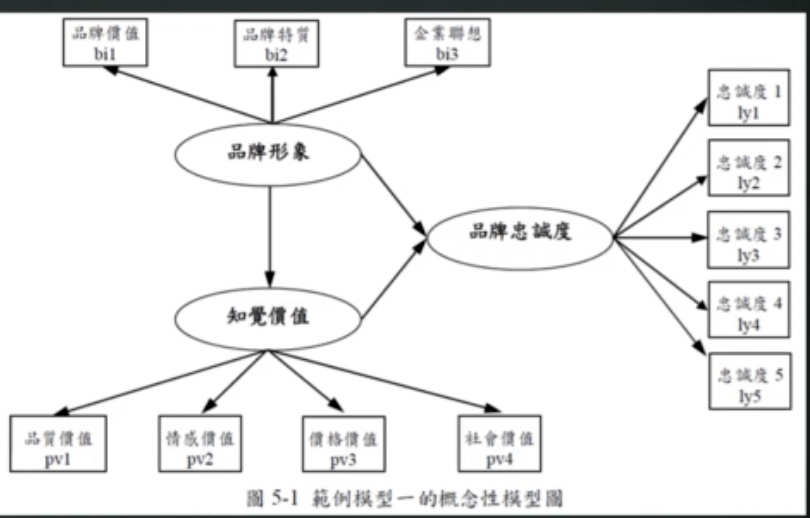 品牌價值
bi1
品牌特質
bi2
企業聯想
bi3
品牌形象
忠誠度 1
ly1
忠誠度 2
ly2
品牌忠誠度
忠誠度 3
ly3
知覺價值
忠誠度 4
ly4
忠誠度 5
ly5
品質價值
pv1
情感價值
pv2
價格價值
pv3
社會價值
pv4
圖 5-1 範例模型一的概念性模型圖